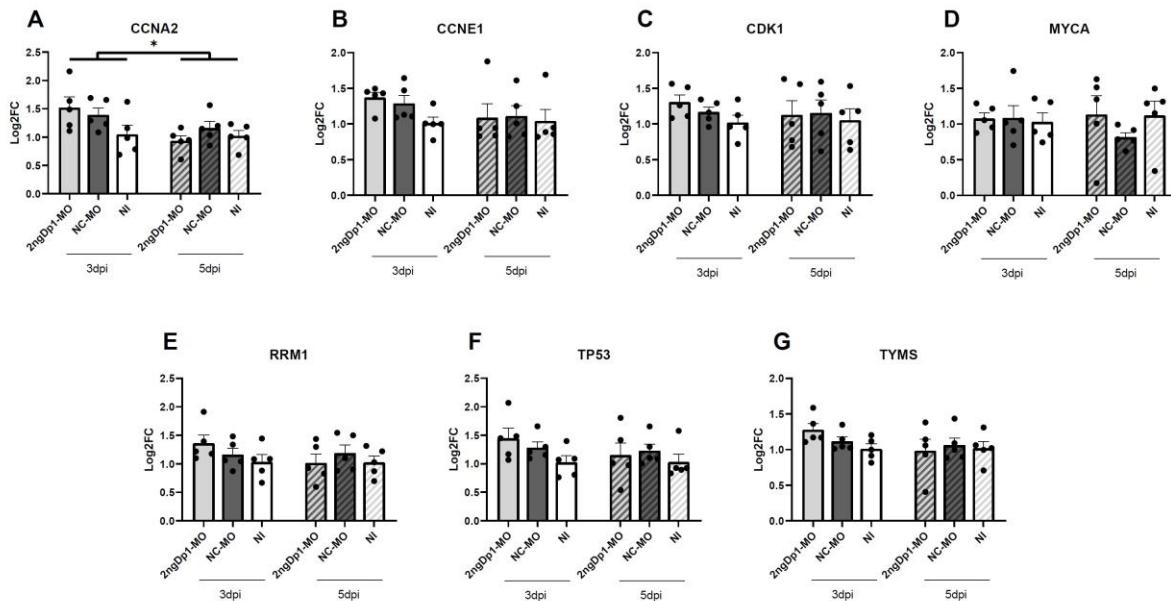 A
CCNA2
*
Log2FC
2.5
2.0
1.5
1.0
0.5
0.0
2ngDp1-MO
NC-MO
NI
2ngDp1-MO
NC-MO
NI
3dpi
5dpi
B
CCNE1
Log2FC
2.0
1.5
1.0
0.5
0.0
2ngDp1-MO
NC-MO
NI
2ngDp1-MO
NC-MO
NI
3dpi
5dpi
C
CDK1
Log2FC
2.0
1.5
1.0
0.5
0.0
2ngDp1-MO
NC-MO
NI
2ngDp1-MO
NC-MO
NI
3dpi
5dpi
D
MYCA
Log2FC
2.0
1.5
1.0
0.5
0.0
2ngDp1-MO
NC-MO
NI
2ngDp1-MO
NC-MO
NI
3dpi
5dpi
E
RRM1
Log2FC
2.5
2.0
1.5
1.0
0.5
0.0
2ngDp1-MO
NC-MO
NI
2ngDp1-MO
NC-MO
NI
3dpi
5dpi
F
TP53
Log2FC
2.5
2.0
1.5
1.0
0.5
0.0
2ngDp1-MO
NC-MO
NI
2ngDp1-MO
NC-MO
NI
3dpi
5dpi
G
TYMS
Log2FC
2.0
1.5
1.0
0.5
0.0
2ngDp1-MO
NC-MO
NI
2ngDp1-MO
NC-MO
NI
3dpi
5dpi